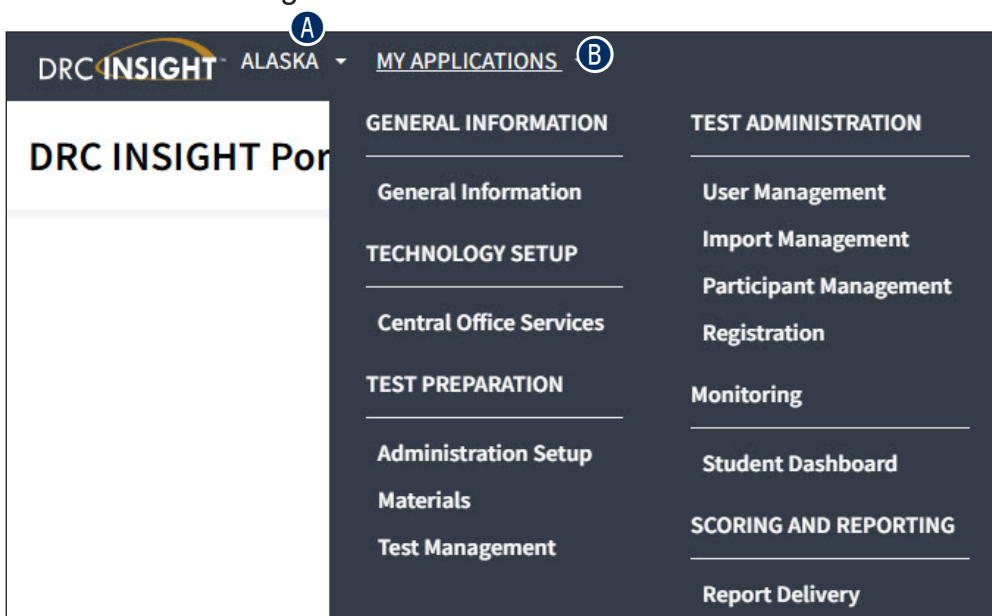 A
DRC INSIGHT ALASKA MY APPLICATIONS B
DRC INSIGHT Por
GENERAL INFORMATION
General Information
TECHNOLOGY SETUP
Central Office Services
TEST PREPARATION
Administration Setup
Materials
Test Management
TEST ADMINISTRATION
User Management
Import Management
Participant Management
Registration
Monitoring
Student Dashboard
SCORING AND REPORTING
Report Delivery